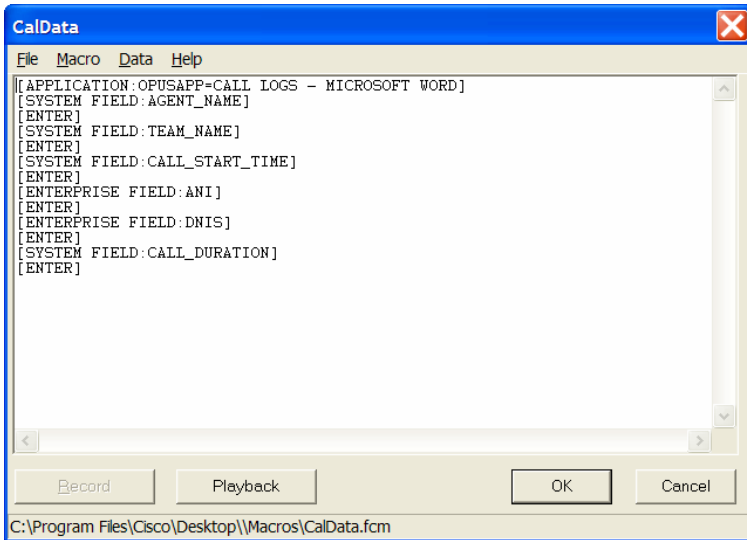 CalData
File Macro Data Help
[APPLICATION:OPUSAPP=CALL LOGS – MICROSOFT WORD]
[SYSTEM FIELD:AGENT_NAME]
[ENTER]
[SYSTEM FIELD:TEAM_NAME]
[ENTER]
[SYSTEM FIELD:CALL_START_TIME]
[ENTER]
[ENTERPRISE FIELD:ANI]
[ENTER]
[ENTERPRISE FIELD:DNIS]
[ENTER]
[SYSTEM FIELD:CALL_DURATION]
[ENTER]
Record Playback OK Cancel
C:\Program Files\Cisco\Desktop\\Macros\CalData.fcm